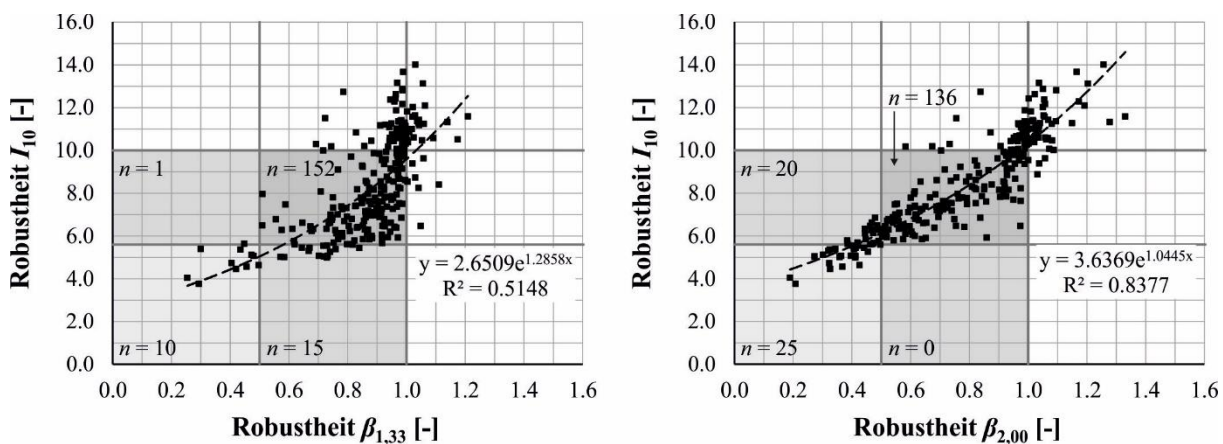 16.0
14.0
12.0
10.0
8.0
6.0
4.0
2.0
0.0
Robustheit I10 [-]
n = 1
n = 152
n = 10
n = 15
y = 2.6509e^1.2858x
R² = 0.5148
0.0 0.2 0.4 0.6 0.8 1.0 1.2 1.4 1.6
Robustheit β1,33 [-]
16.0
14.0
12.0
10.0
8.0
6.0
4.0
2.0
0.0
Robustheit I10 [-]
n = 136
n = 20
n = 25
n = 0
y = 3.6369e^1.0445x
R² = 0.8377
0.0 0.2 0.4 0.6 0.8 1.0 1.2 1.4 1.6
Robustheit β2,00 [-]